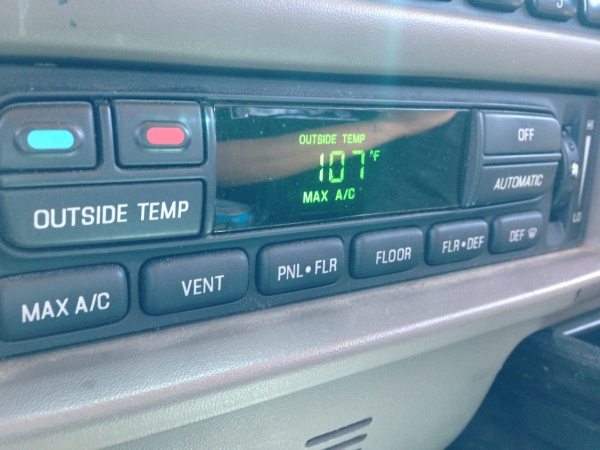 OUTSIDE TEMP
107°F
MAX A/C
OFF
AUTOMATIC
HI
LO
OUTSIDE TEMP
MAX A/C
VENT
PNL•FLR
FLOOR
FLR•DEF
DEF